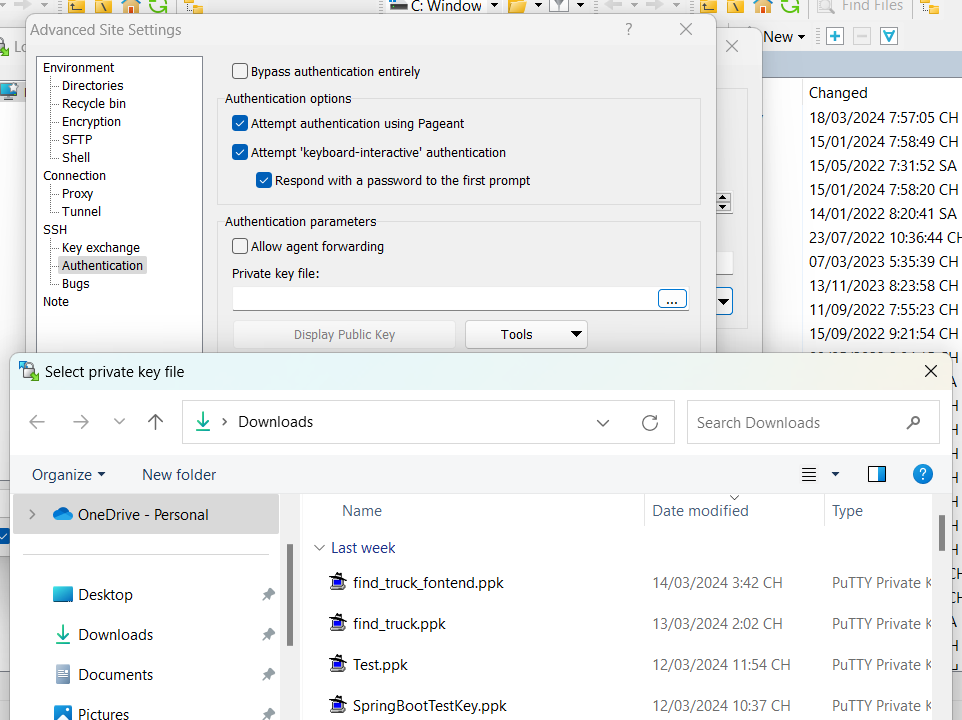 C: Window
Find Files
Advanced Site Settings
?
New
Environment
Directories
Recycle bin
Encryption
SFTP
Shell
Connection
Proxy
Tunnel
SSH
Key exchange
Authentication
Bugs
Note
Bypass authentication entirely
Authentication options
Attempt authentication using Pageant
Attempt 'keyboard-interactive' authentication
Respond with a password to the first prompt
Authentication parameters
Allow agent forwarding
Private key file:
...
Display Public Key
Tools
Changed
18/03/2024 7:57:05 CH
15/01/2024 7:58:49 CH
15/05/2022 7:31:52 SA
15/01/2024 7:58:20 CH
14/01/2022 8:20:41 SA
23/07/2022 10:36:44 CH
07/03/2023 5:35:39 CH
13/11/2023 8:23:58 CH
11/09/2022 7:55:23 CH
15/09/2022 9:21:54 CH
Select private key file
Downloads
Search Downloads
Organize
New folder
?
OneDrive - Personal
Desktop
Downloads
Documents
Pictures
Name Date modified Type
Last week
find_truck_fontend.ppk 14/03/2024 3:42 CH PuTTY Private K
find_truck.ppk 13/03/2024 2:02 CH PuTTY Private K
Test.ppk 12/03/2024 11:54 CH PuTTY Private K
SpringBootTestKey.ppk 12/03/2024 10:37 CH PuTTY Private K